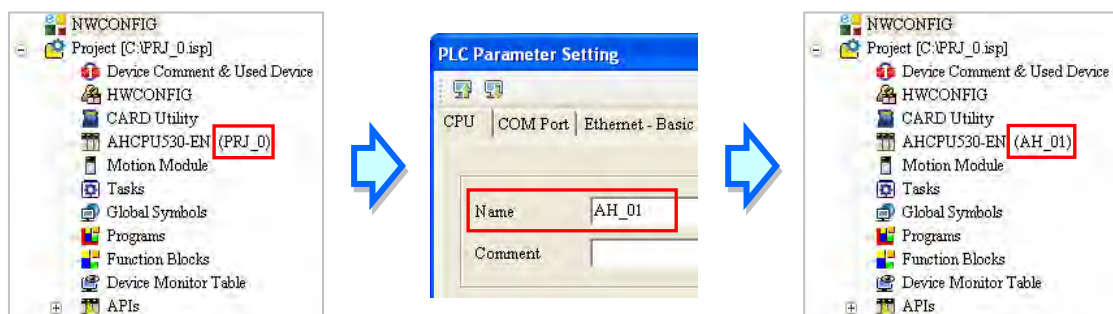 NWCONFIG
Project [C:\PRJ_0.isp]
Device Comment & Used Device
HWCONFIG
CARD Utility
AHCPU530-EN (PRJ_0)
Motion Module
Tasks
Global Symbols
Programs
Function Blocks
Device Monitor Table
APIs
PLC Parameter Setting
CPU COM Port Ethernet - Basic
Name AH_01
Comment
NWCONFIG
Project [C:\PRJ_0.isp]
Device Comment & Used Device
HWCONFIG
CARD Utility
AHCPU530-EN (AH_01)
Motion Module
Tasks
Global Symbols
Programs
Function Blocks
Device Monitor Table
APIs